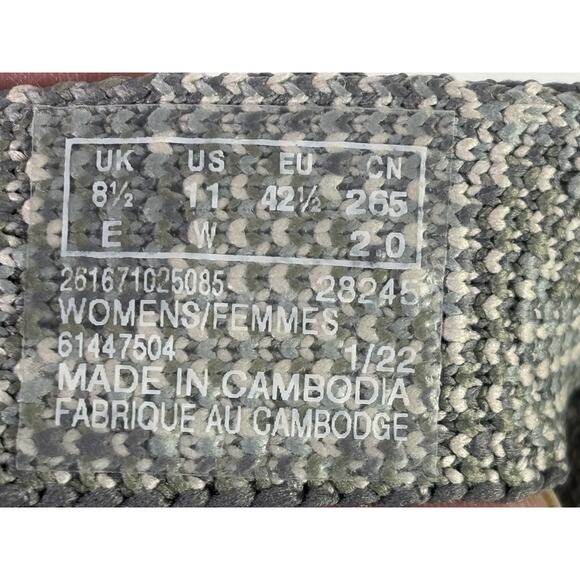 UK US EU CN
8½ 11 42½ 265
E W 2.0
261671025085 28245
WOMENS/FEMMES
61447504 1/22
MADE IN CAMBODIA
FABRIQUE AU CAMBODGE